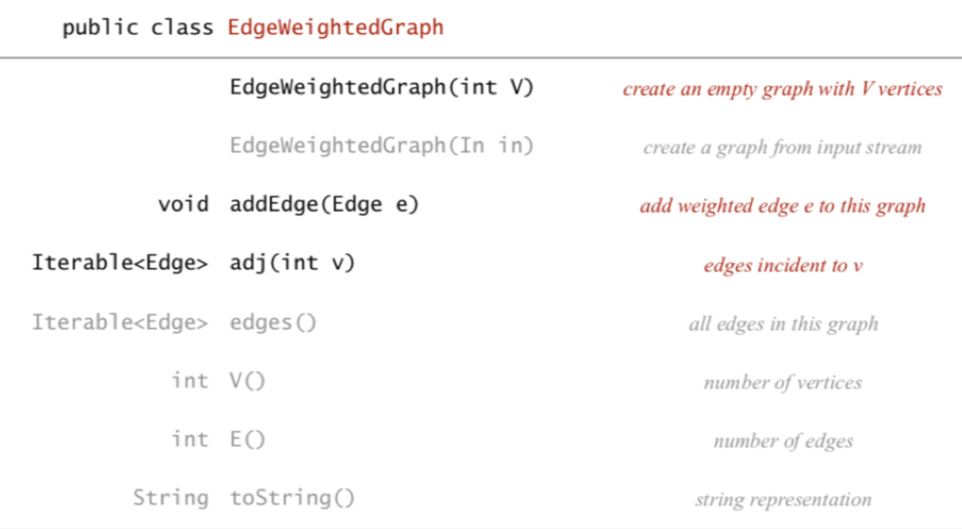 public class EdgeWeightedGraph
EdgeWeightedGraph(int V) create an empty graph with V vertices
EdgeWeightedGraph(In in) create a graph from input stream
void addEdge(Edge e) add weighted edge e to this graph
Iterable<Edge> adj(int v) edges incident to v
Iterable<Edge> edges() all edges in this graph
int V() number of vertices
int E() number of edges
String toString() string representation